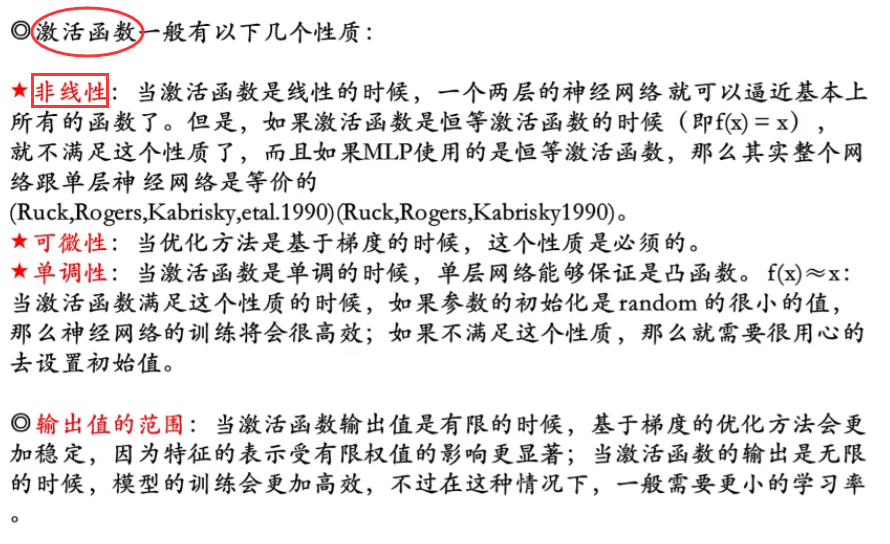 ◎激活函数一般有以下几个性质：
★非线性：当激活函数是线性的时候，一个两层的神经网络 就可以逼近基本上
所有的函数了。但是，如果激活函数是恒等激活函数的时候（即f(x) = x），
就不满足这个性质了，而且如果MLP使用的是恒等激活函数，那么其实整个网
络跟单层神 经网络是等价的
(Ruck,Rogers,Kabrisky,etal.1990)(Ruck,Rogers,Kabrisky1990)。
★可微性：当优化方法是基于梯度的时候，这个性质是必须的。
★单调性：当激活函数是单调的时候，单层网络能够保证是凸函数。f(x)≈x：
当激活函数满足这个性质的时候，如果参数的初始化是 random 的很小的值，
那么神经网络的训练将会很高效；如果不满足这个性质，那么就需要很用心的
去设置初始值。
◎输出值的范围：当激活函数输出值是有限的时候，基于梯度的优化方法会更
加稳定，因为特征的表示受有限权值的影响更显著；当激活函数的输出是无限
的时候，模型的训练会更加高效，不过在这种情况下，一般需要更小的学习率
。